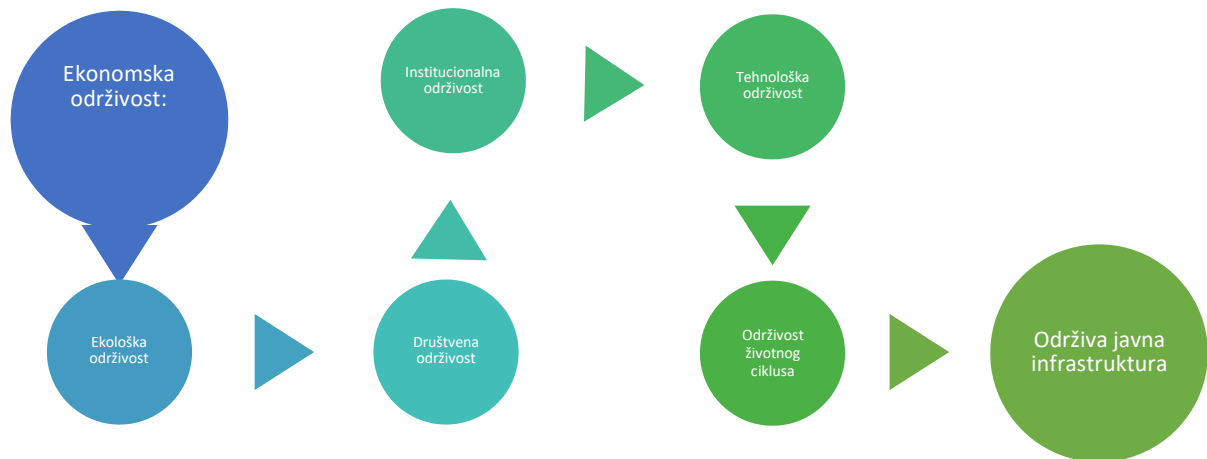 Ekonomska
održivost:
Ekološka
održivost
Društvena
održivost
Institucionalna
održivost
Tehnološka
održivost
Održivost
životnog
ciklusa
Održiva javna
infrastruktura